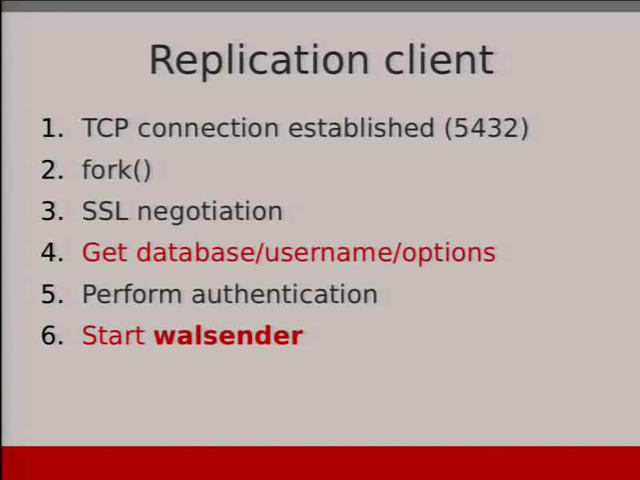 Replication client
1. TCP connection established (5432)
2. fork()
3. SSL negotiation
4. Get database/username/options
5. Perform authentication
6. Start walsender